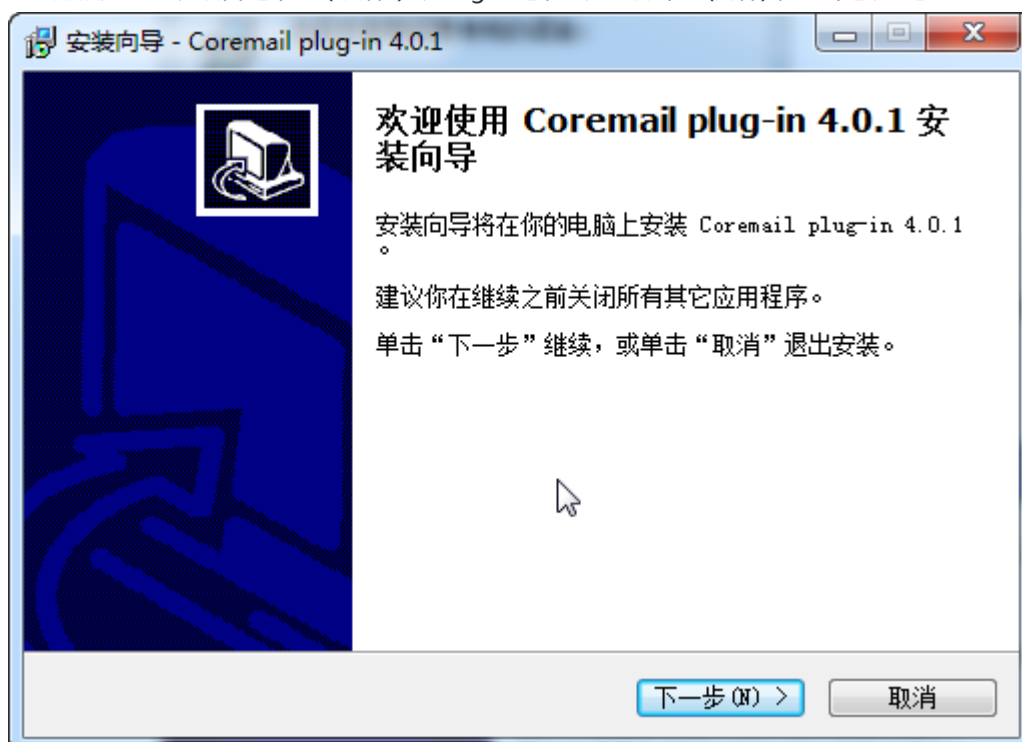 安装向导 - Coremail plug-in 4.0.1
欢迎使用 Coremail plug-in 4.0.1 安
装向导
安装向导将在你的电脑上安装 Coremail plug-in 4.0.1
。
建议你在继续之前关闭所有其它应用程序。
单击“下一步”继续，或单击“取消”退出安装。
下一步(N) >
取消